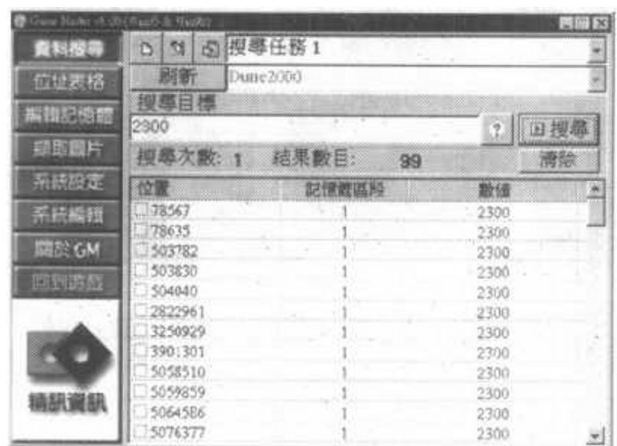 資料搜尋
搜尋任務 1
位址表格
刷新 Dune2000
編輯記憶體
搜尋目標
2300
? 搜尋
擷取圖片
搜尋次數: 1 結果數目: 99 清除
系統設定
位置 記憶體區段 數值
系統編輯
78567 1 2300
78635 1 2300
關於 GM
503782 1 2300
回到遊戲
503830 1 2300
504040 1 2300
2822961 1 2300
3250929 1 2300
3901301 1 2300
5058510 1 2300
5059859 1 2300
精訊資訊
5064586 1 2300
5076377 1 2300